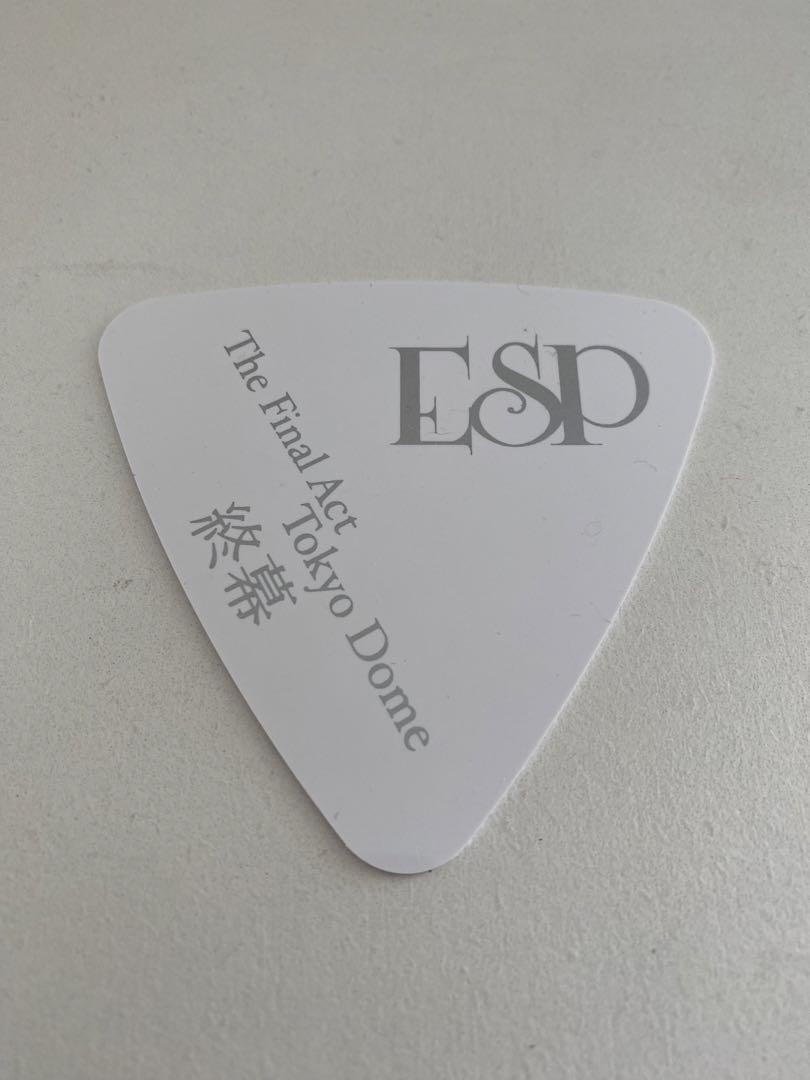 ESP
The Final Act
Tokyo Dome
終幕